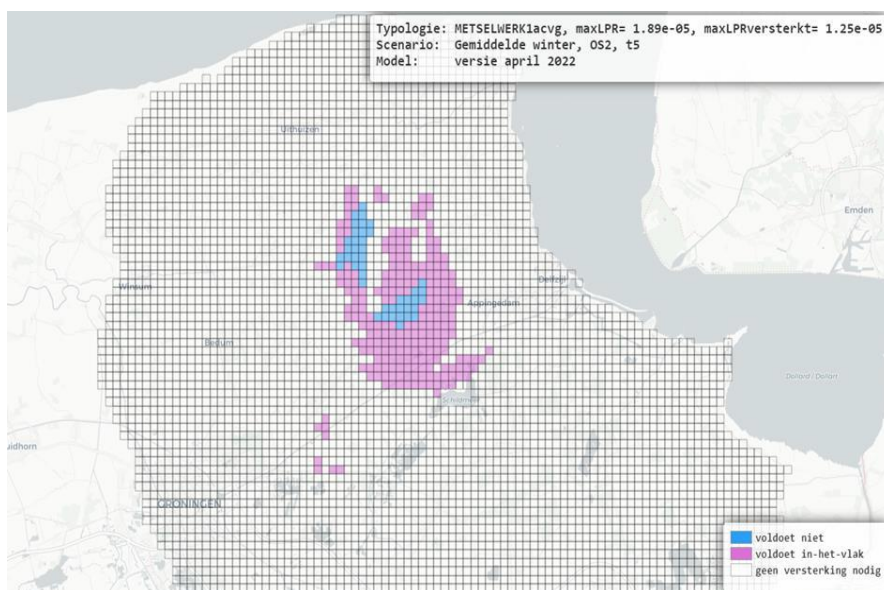 Typologie: METSELWERK1acvg, maxLPR= 1.89e-05, maxLPRversterkt= 1.25e-05
Scenario: Gemiddelde winter, OS2, t5
Model: versie april 2022
Uithuizen
Emden
Winsum
Delfzijl
Appingedam
Bedum
Dollard / Dollart
Schildmeer
uidhorn
GRONINGEN
voldoet niet
voldoet in-het-vlak
geen versterking nodig